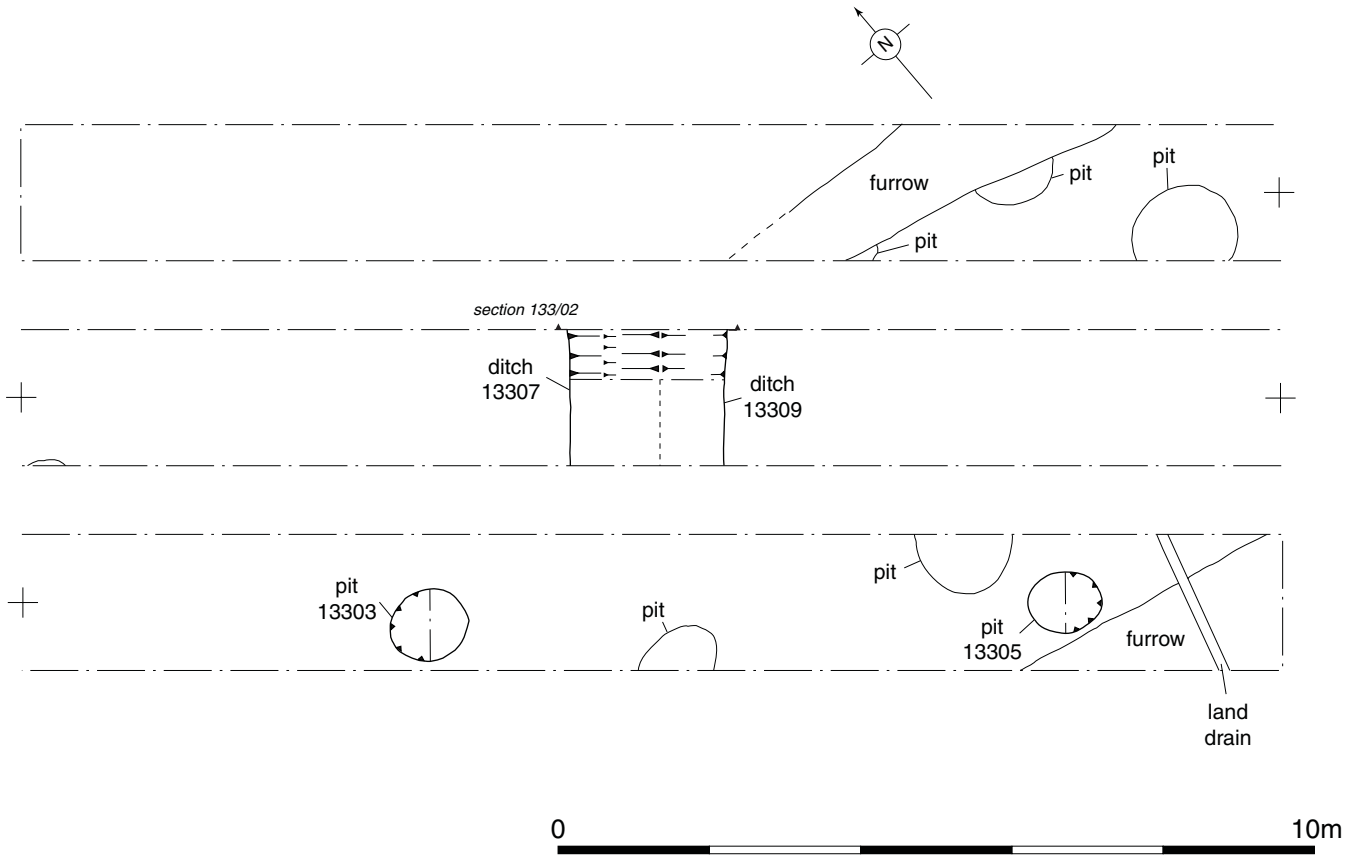 N
pit
furrow
pit
pit
section 133/02
ditch
13307
ditch
13309
pit
13303
pit
pit
pit
13305
furrow
land
drain
0
10m